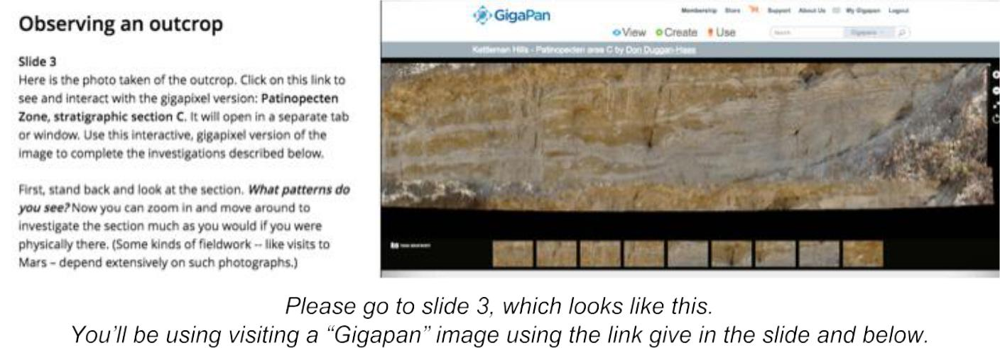 Observing an outcrop
Slide 3
Here is the photo taken of the outcrop. Click on this link to
see and interact with the gigapixel version: Patinopecten
Zone, stratigraphic section C. It will open in a separate tab
or window. Use this interactive, gigapixel version of the
image to complete the investigations described below.
First, stand back and look at the section. What patterns do
you see? Now you can zoom in and move around to
investigate the section much as you would if you were
physically there. (Some kinds of fieldwork -- like visits to
Mars – depend extensively on such photographs.)
GigaPan
Membership Store Support About Us My Gigapan Logout
View Create Use
Search Gigapans
Kettleman Hills - Patinopecten area C by Don Duggan-Haas
Please go to slide 3, which looks like this.
You’ll be using visiting a “Gigapan” image using the link give in the slide and below.